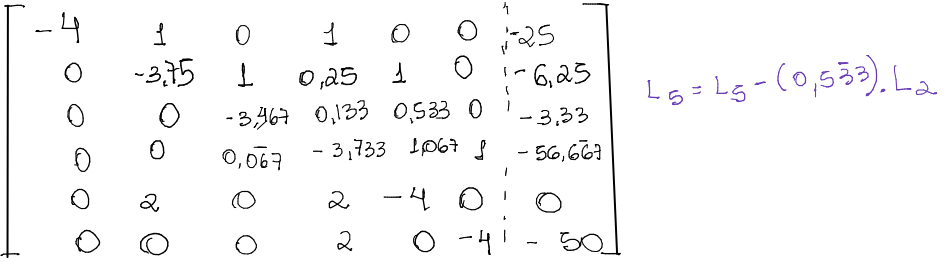 -4 1 0 1 0 0 -25
0 -3,75 1 0,25 1 0 -6,25
0 0 -3,467 0,133 0,533 0 -3,33
0 0 0,067 -3,733 1,067 1 -56,667
0 2 0 2 -4 0 0
0 0 0 2 0 -4 -50
L5 = L5 - (0,533).L2